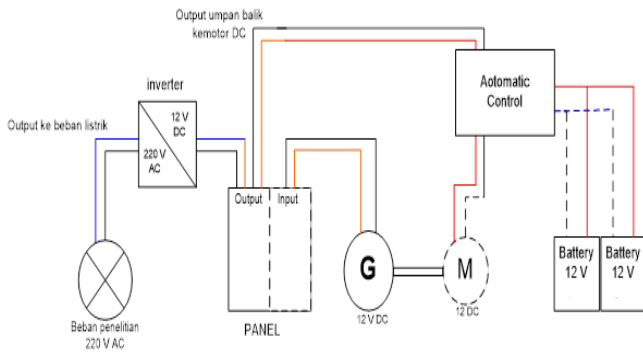 Output umpan balik
kemotor DC
inverter
Aotomatic
Control
12 V
DC
Output ke beban listrik
220 V
AC
Output
Input
G
M
Battery
12 V
Battery
12 V
12 V DC
12 DC
Beban penelitian
220 V AC
PANEL